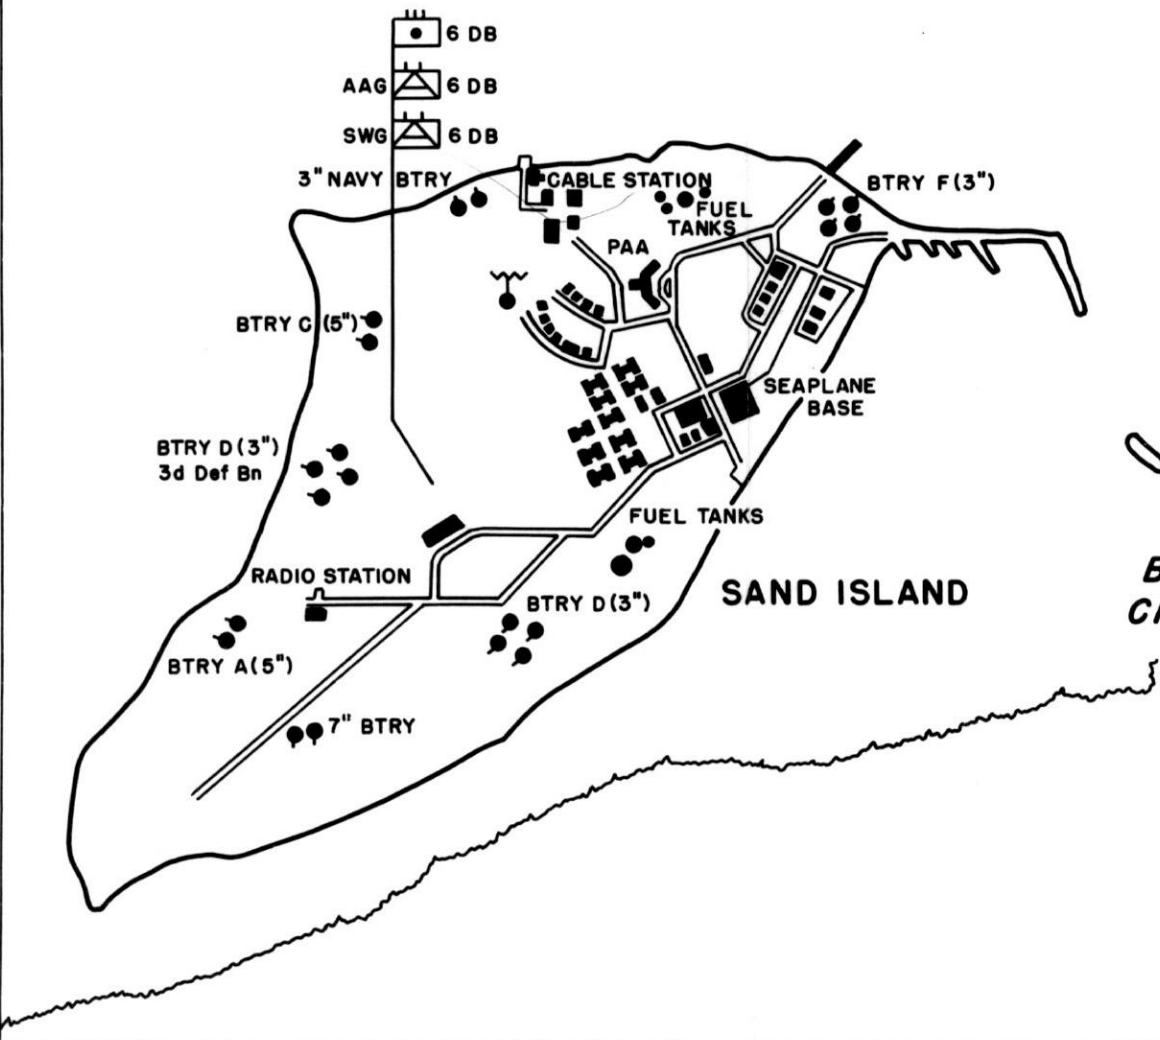 6 DB
AAG 6 DB
SWG 6 DB
3" NAVY BTRY
CABLE STATION
BTRY F(3")
FUEL
TANKS
PAA
BTRY C (5")
SEAPLANE
BASE
BTRY D(3")
3d Def Bn
FUEL TANKS
RADIO STATION
SAND ISLAND
BTRY D(3")
BTRY A(5")
7" BTRY